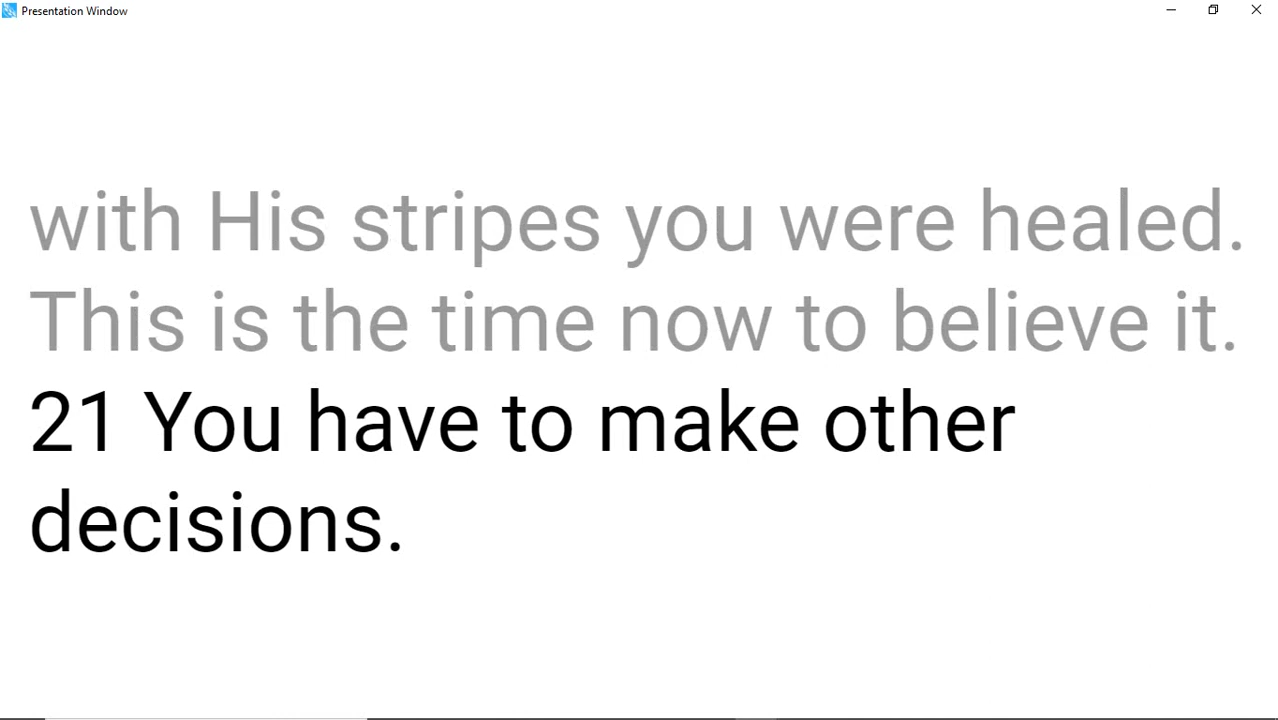 Presentation Window
with His stripes you were healed.
This is the time now to believe it.
21 You have to make other
decisions.